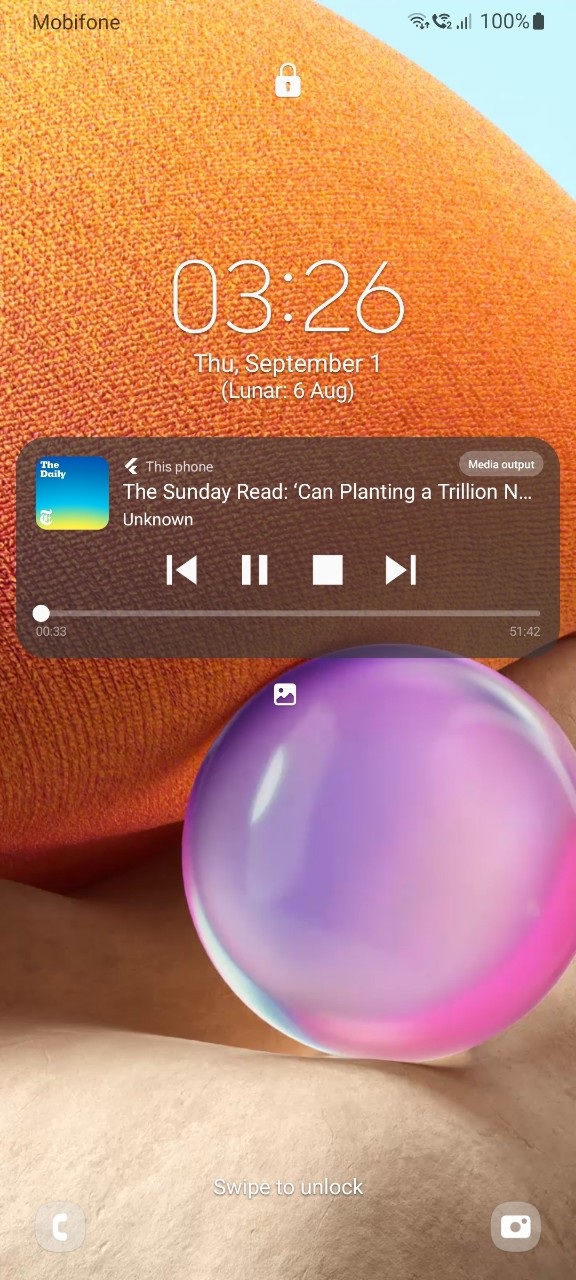 Mobifone
2
100%
03:26
Thu, September 1
(Lunar: 6 Aug)
The
Daily
T
This phone
Media output
The Sunday Read: ‘Can Planting a Trillion N...
Unknown
00:33
51:42
Swipe to unlock